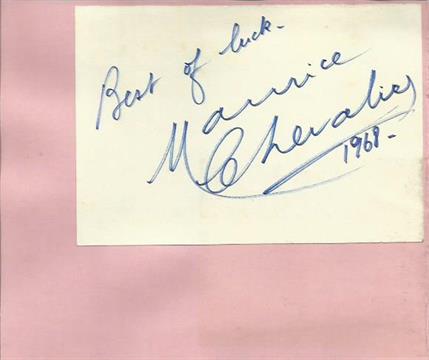 Best of luck-
Maurice
Chevalier
1968-